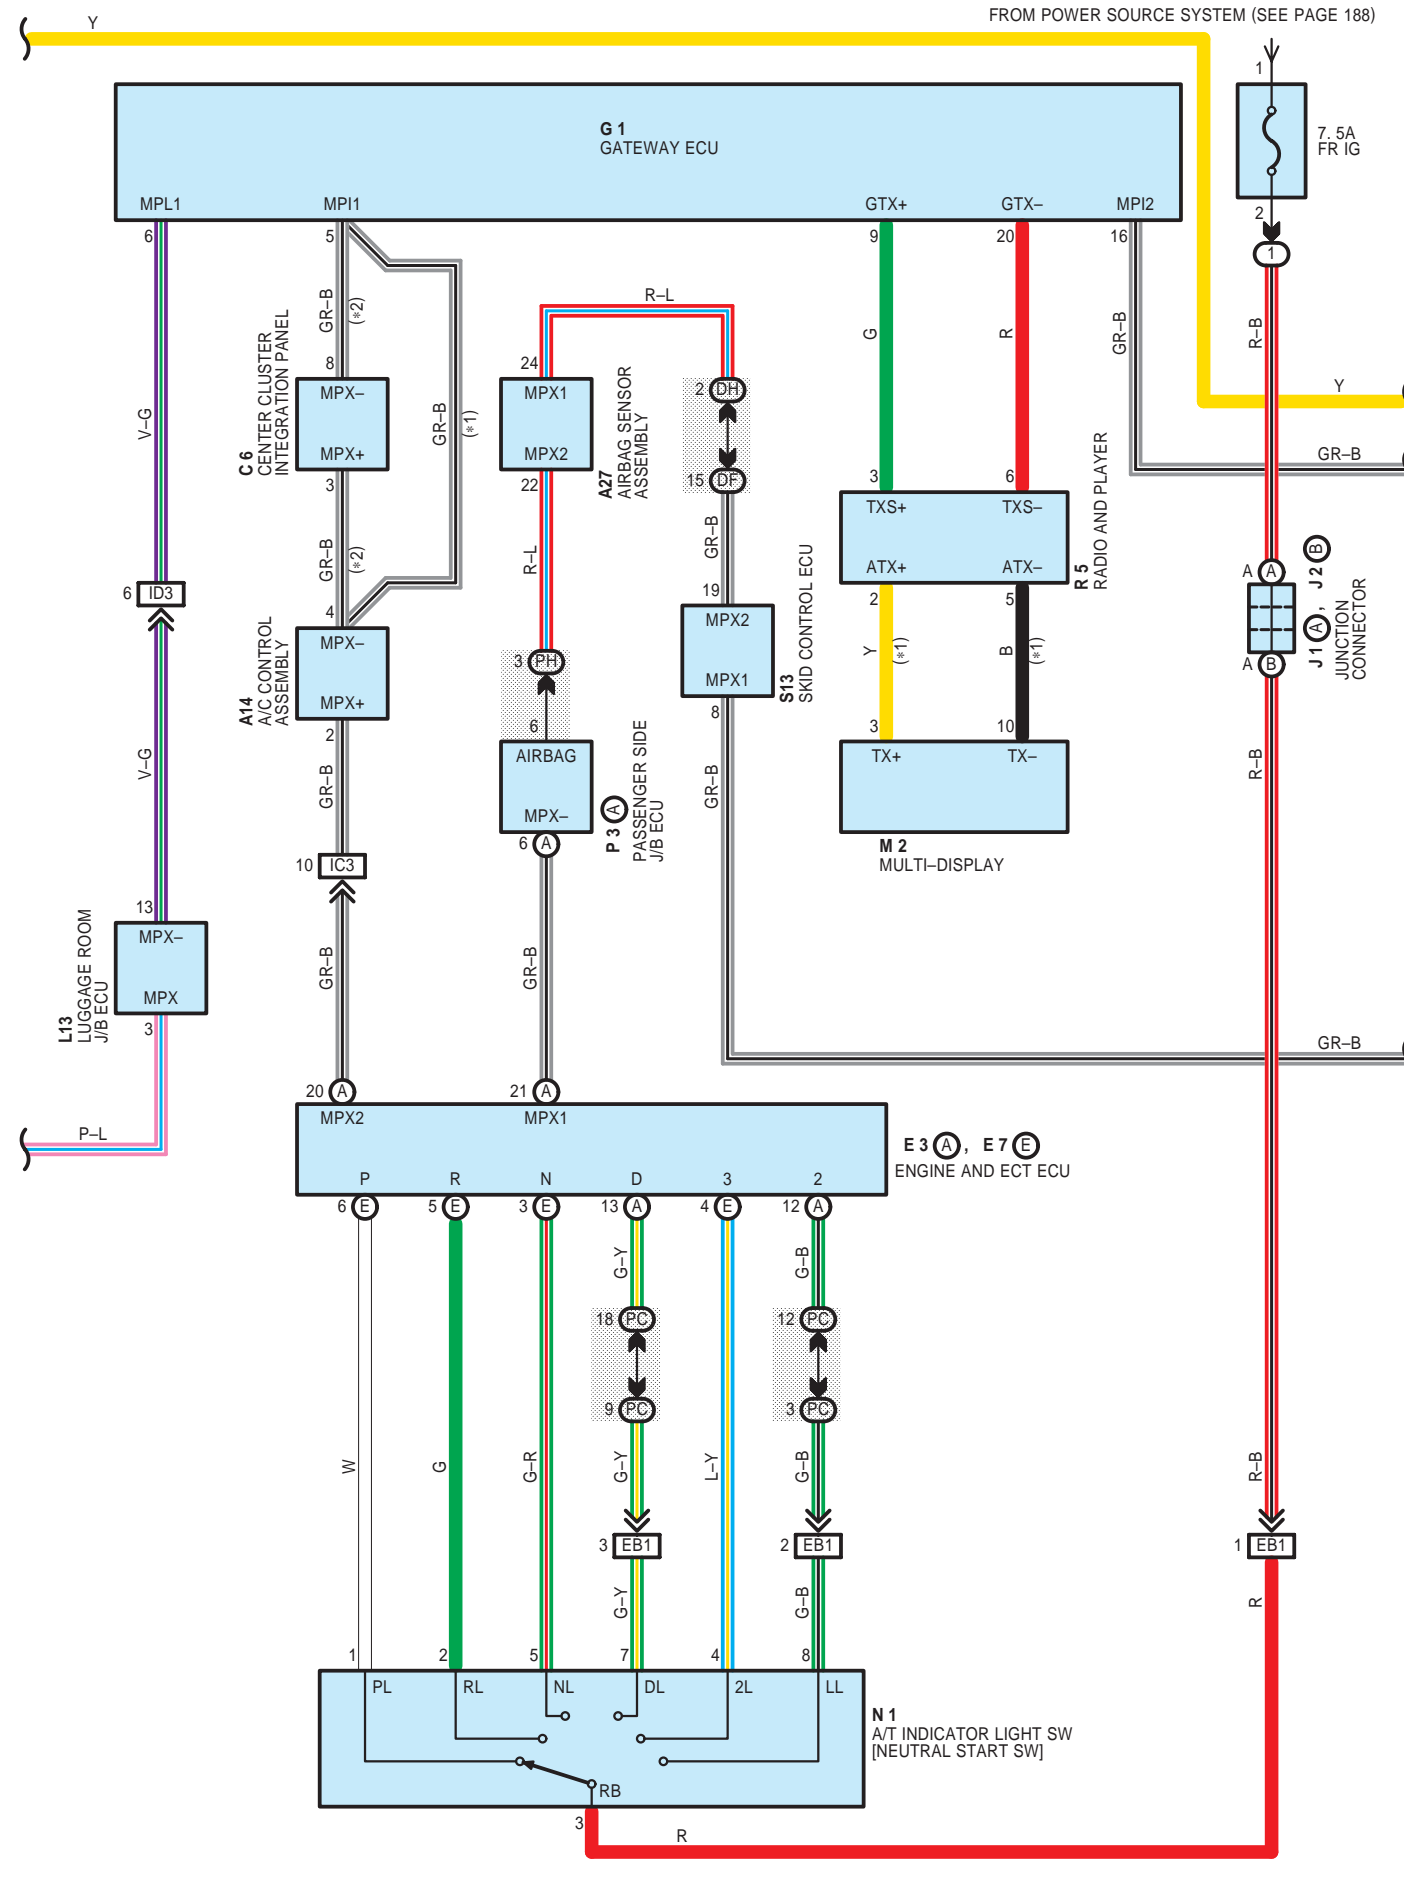 FROM POWER SOURCE SYSTEM (SEE PAGE 188)
Y
1
7. 5A
FR IG
2
1
G 1
GATEWAY ECU
MPL1
MPI1
GTX+
GTX–
MPI2
6
5
9
20
16
GR–B
(*2)
R–L
G
R
GR–B
R–B
C 6
CENTER CLUSTER
INTEGRATION PANEL
8
MPX–
MPX+
3
V–G
GR–B
(*1)
24
MPX1
MPX2
22
A27
AIRBAG SENSOR
ASSEMBLY
2 DH
15 DF
Y
GR–B
3
6
TXS+
TXS–
ATX+
ATX–
R 5
RADIO AND PLAYER
2
5
GR–B
(*2)
R–L
GR–B
6 ID3
4
MPX–
MPX+
A14
A/C CONTROL
ASSEMBLY
2
19
MPX2
MPX1
S13
SKID CONTROL ECU
8
A A
J 1 A , J 2 B
JUNCTION
CONNECTOR
A B
Y
(*1)
B
(*1)
3 PH
6
AIRBAG
MPX–
6 A
P 3 A
PASSENGER SIDE
J/B ECU
3
10
TX+
TX–
M 2
MULTI–DISPLAY
V–G
GR–B
GR–B
R–B
10 IC3
13
MPX–
MPX
3
L13
LUGGAGE ROOM
J/B ECU
GR–B
GR–B
GR–B
P–L
20 A
21 A
MPX2
MPX1
E 3 A , E 7 E
ENGINE AND ECT ECU
P
R
N
D
3
2
6 E
5 E
3 E
13 A
4 E
12 A
G–Y
G–B
18 PC
12 PC
9 PC
3 PC
W
G
G–R
G–Y
L–Y
G–B
R–B
3 EB1
2 EB1
1 EB1
G–Y
G–B
R
1
2
5
7
4
8
PL
RL
NL
DL
2L
LL
N 1
A/T INDICATOR LIGHT SW
[NEUTRAL START SW]
RB
3
R